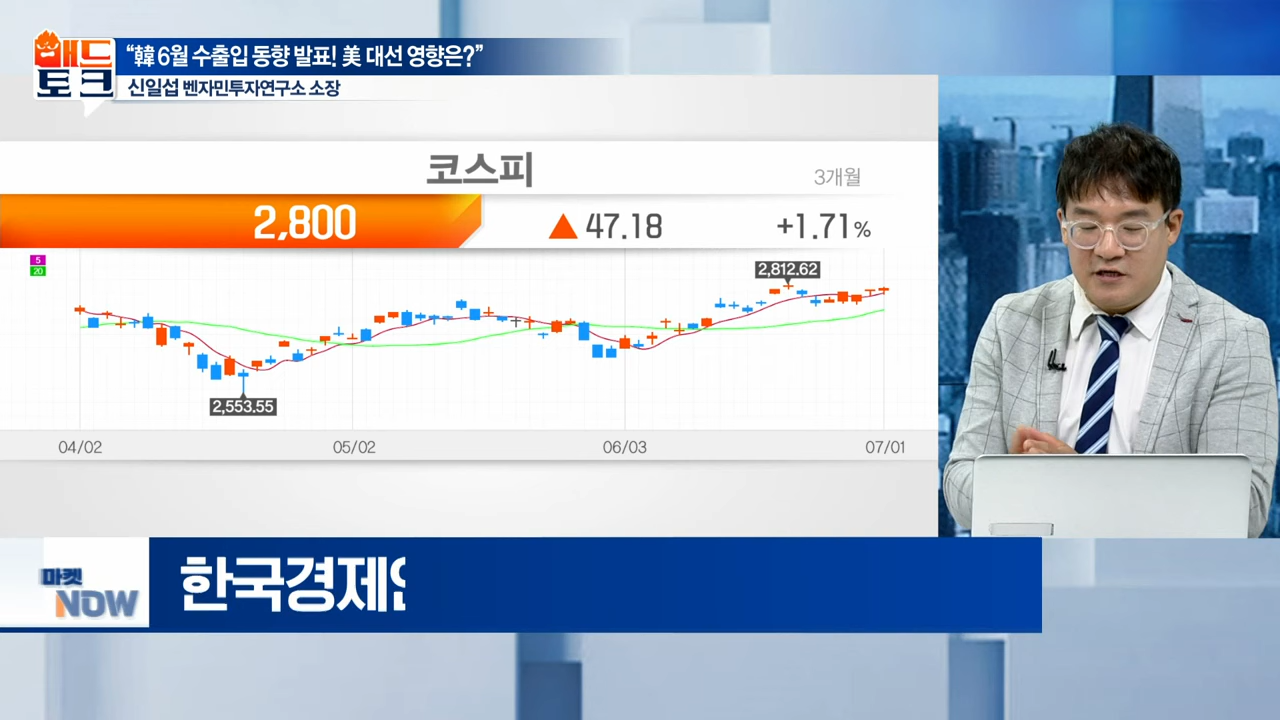 매드
토크
“韓 6월 수출입 동향 발표! 美 대선 영향은?”
신일섭 벤자민투자연구소 소장
코스피
3개월
2,800 ▲ 47.18 +1.71%
5
20
2,812.62
2,553.55
04/02 05/02 06/03 07/01
마켓
NOW
한국경제